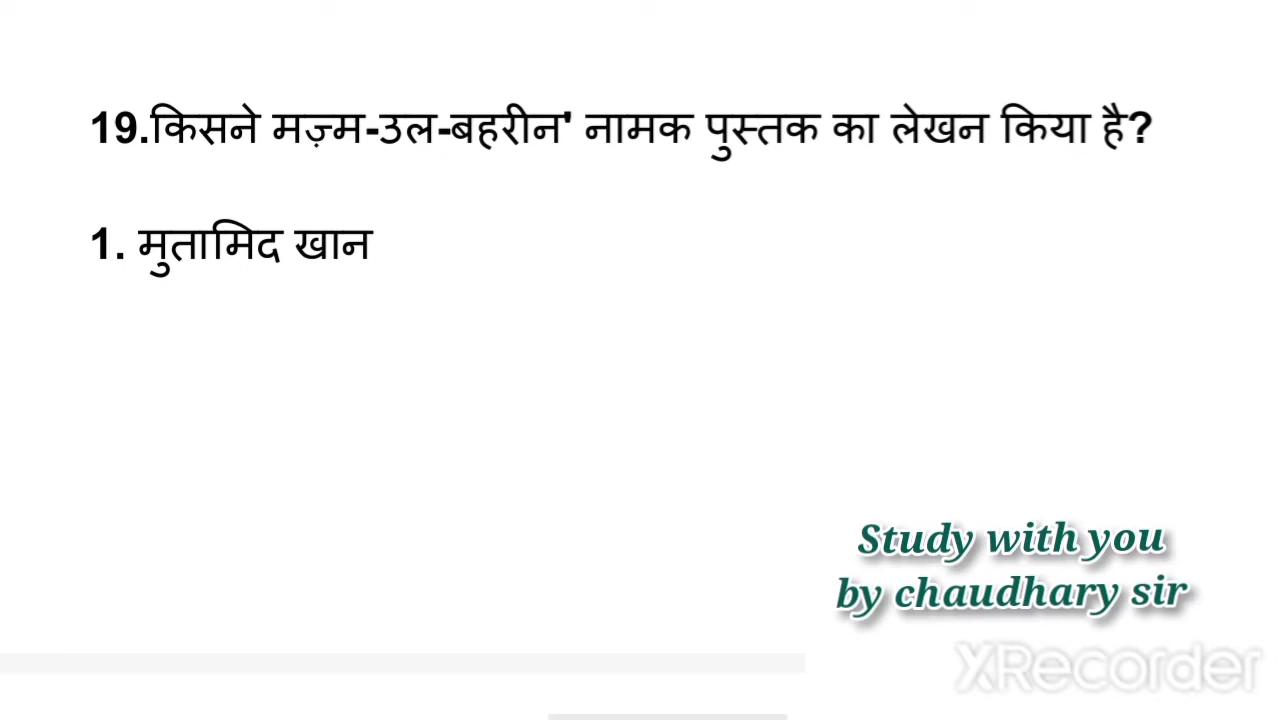 19.किसने मज़्म-उल-बहरीन' नामक पुस्तक का लेखन किया है?
1. मुतामिद खान
Study with you
by chaudhary sir
XRecorder